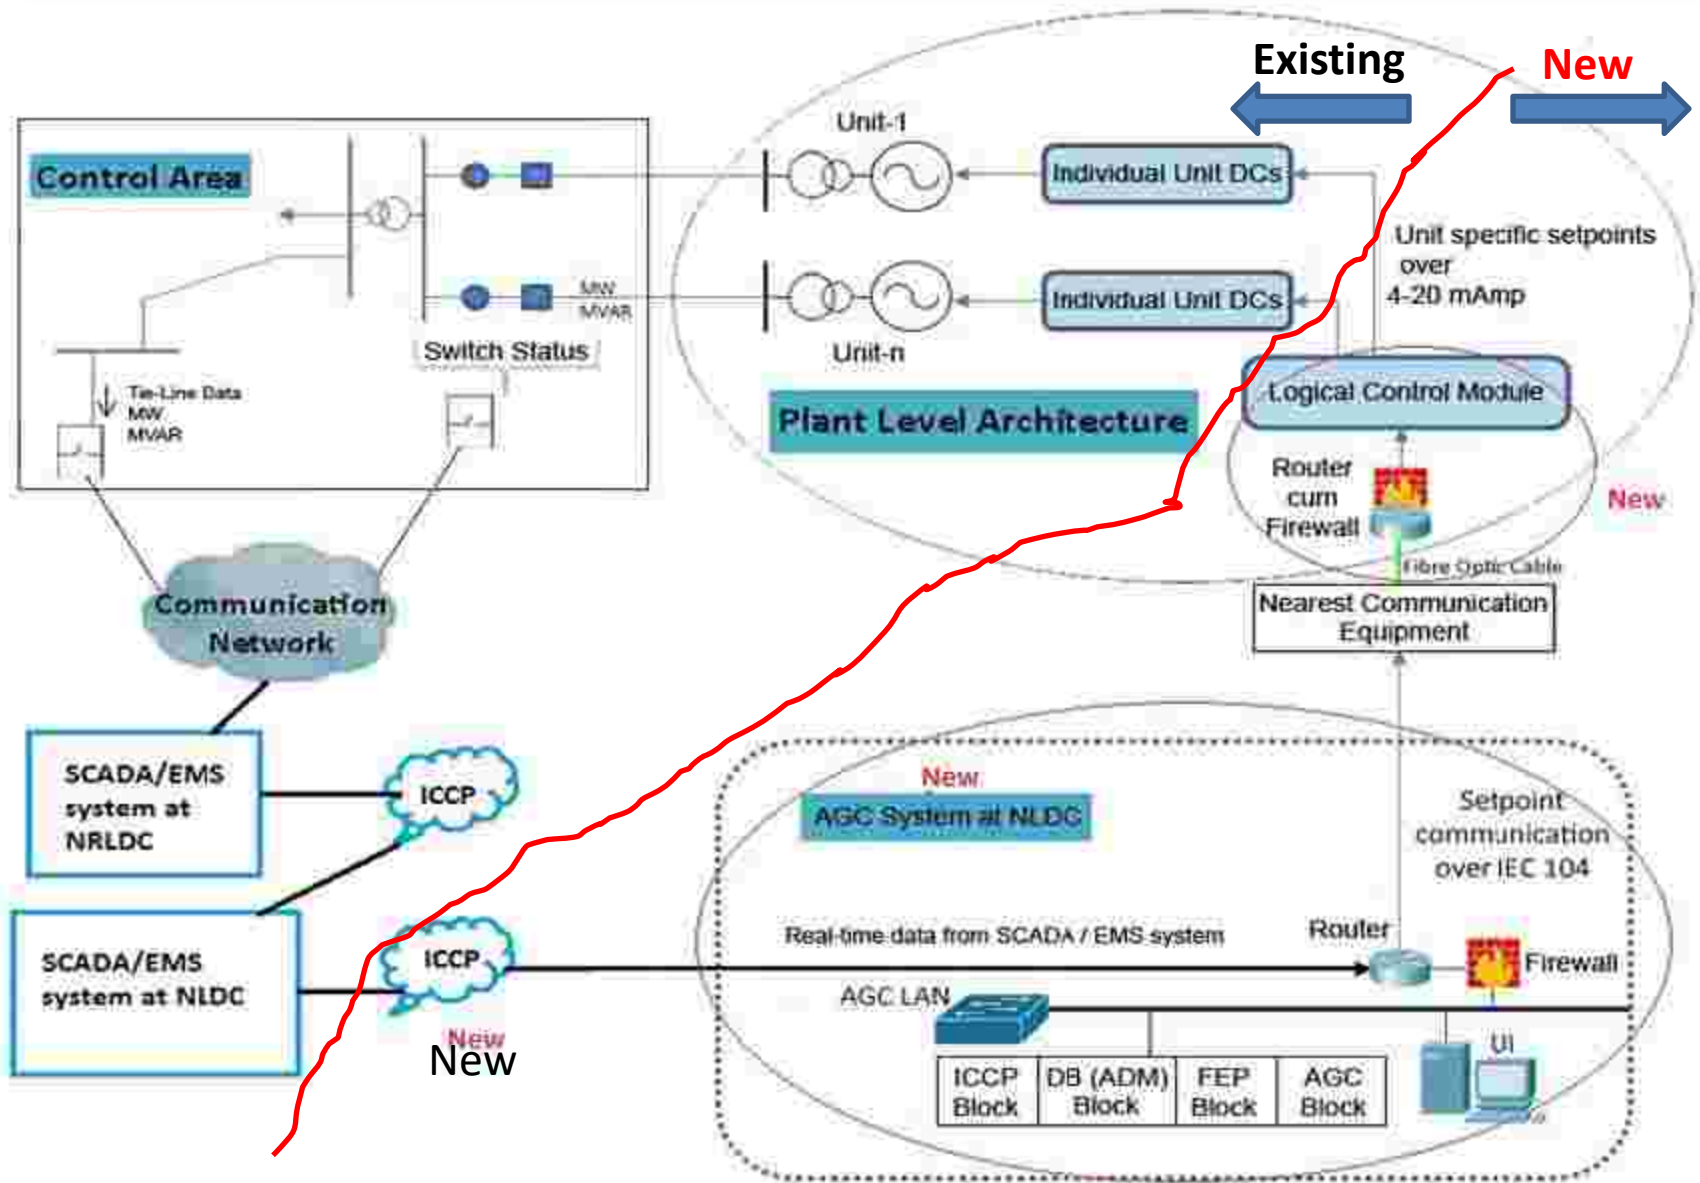 Existing
New
Control Area
Unit-1
Individual Unit DCs
Unit specific setpoints
over
4-20 mAmp
MW
MVAR
Individual Unit DCs
Unit-n
Switch Status
Tie-Line Data
MW
MVAR
Plant Level Architecture
Logical Control Module
Router
cum
Firewall
New
Fibre Optic Cable
Nearest Communication
Equipment
Communication
Network
SCADA/EMS
system at
NRLDC
ICCP
New
AGC System at NLDC
Setpoint
communication
over IEC 104
SCADA/EMS
system at NLDC
ICCP
New
New
Real-time data from SCADA / EMS system
Router
Firewall
AGC LAN
UI
ICCP
Block
DB (ADM)
Block
FEP
Block
AGC
Block